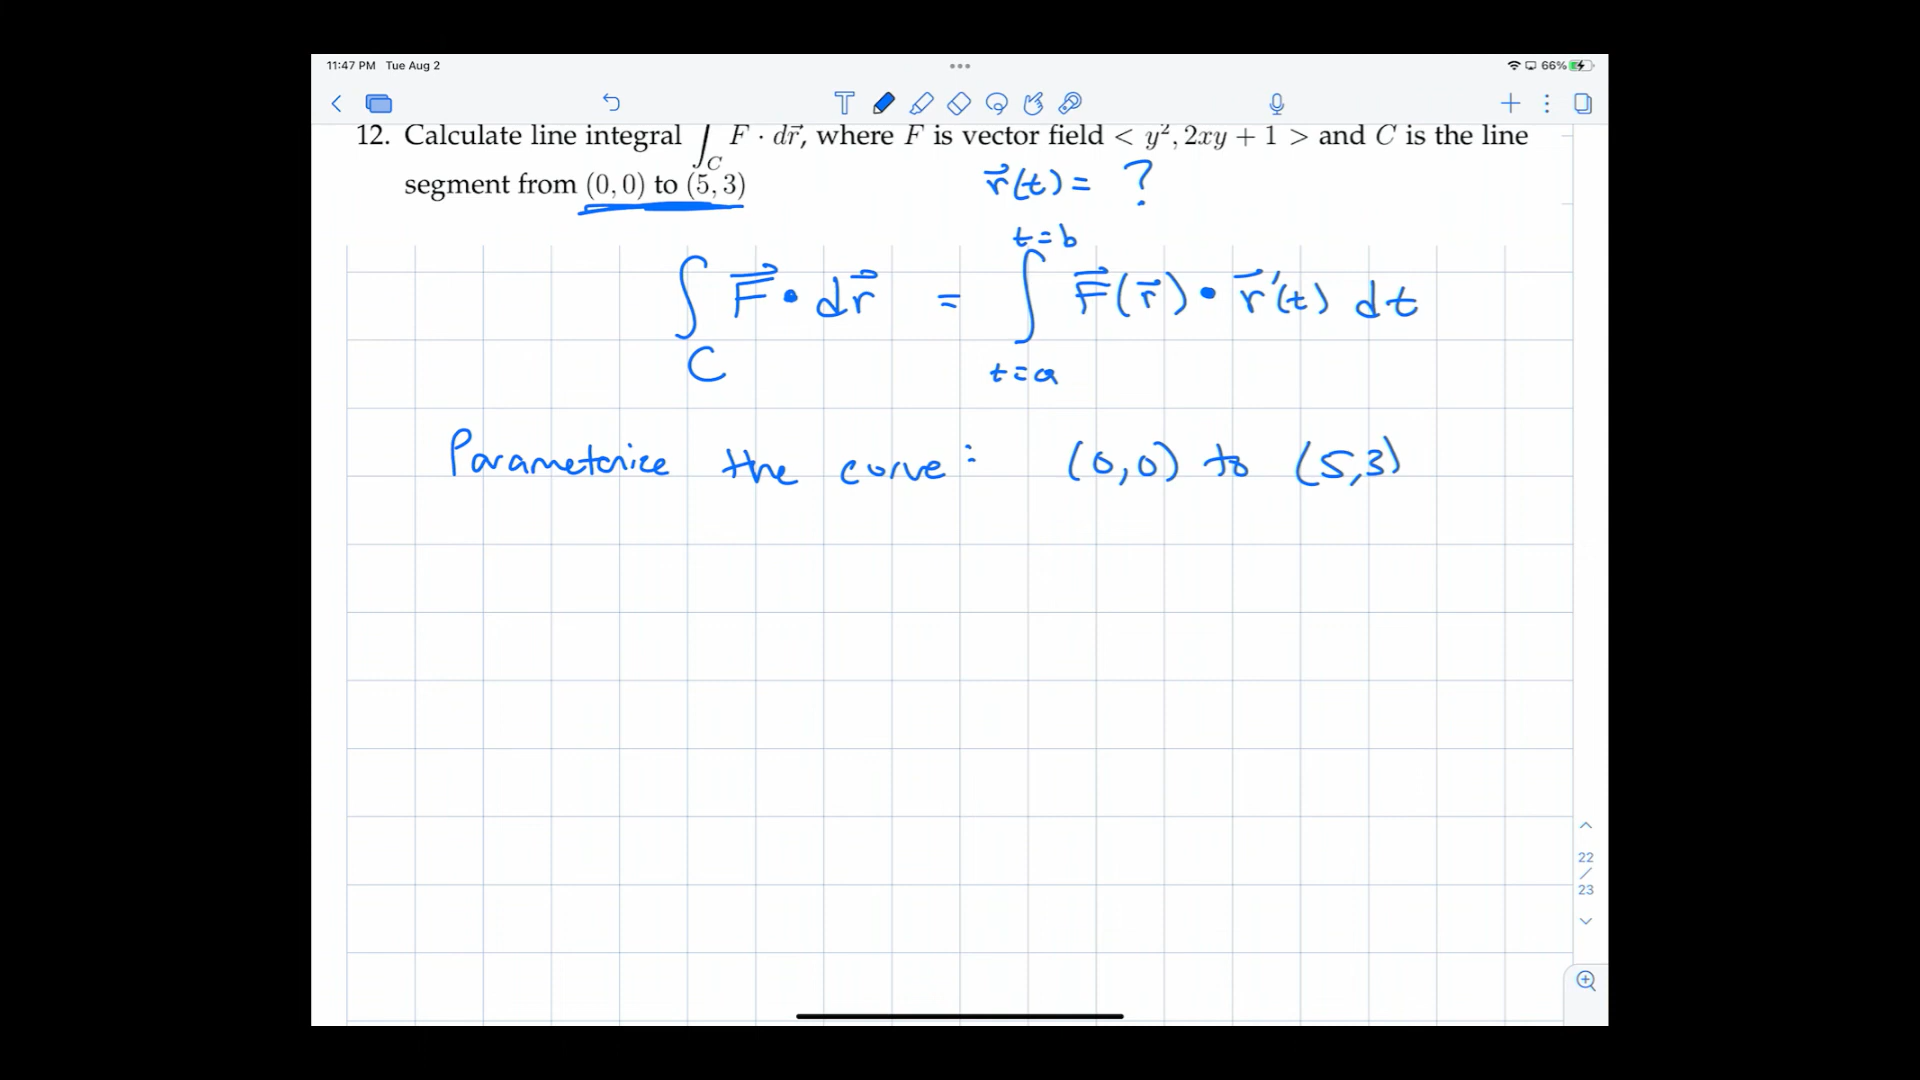 11:47 PM Tue Aug 2
66%
12. Calculate line integral ∫_C F · dr⃗, where F is vector field < y², 2xy + 1 > and C is the line
segment from (0, 0) to (5, 3)
r⃗(t) = ?
∫_C F⃗ • dr⃗ = ∫_{t=a}^{t=b} F⃗(r⃗) • r⃗'(t) dt
Parameterize the curve: (0,0) to (5,3)
22
/
23